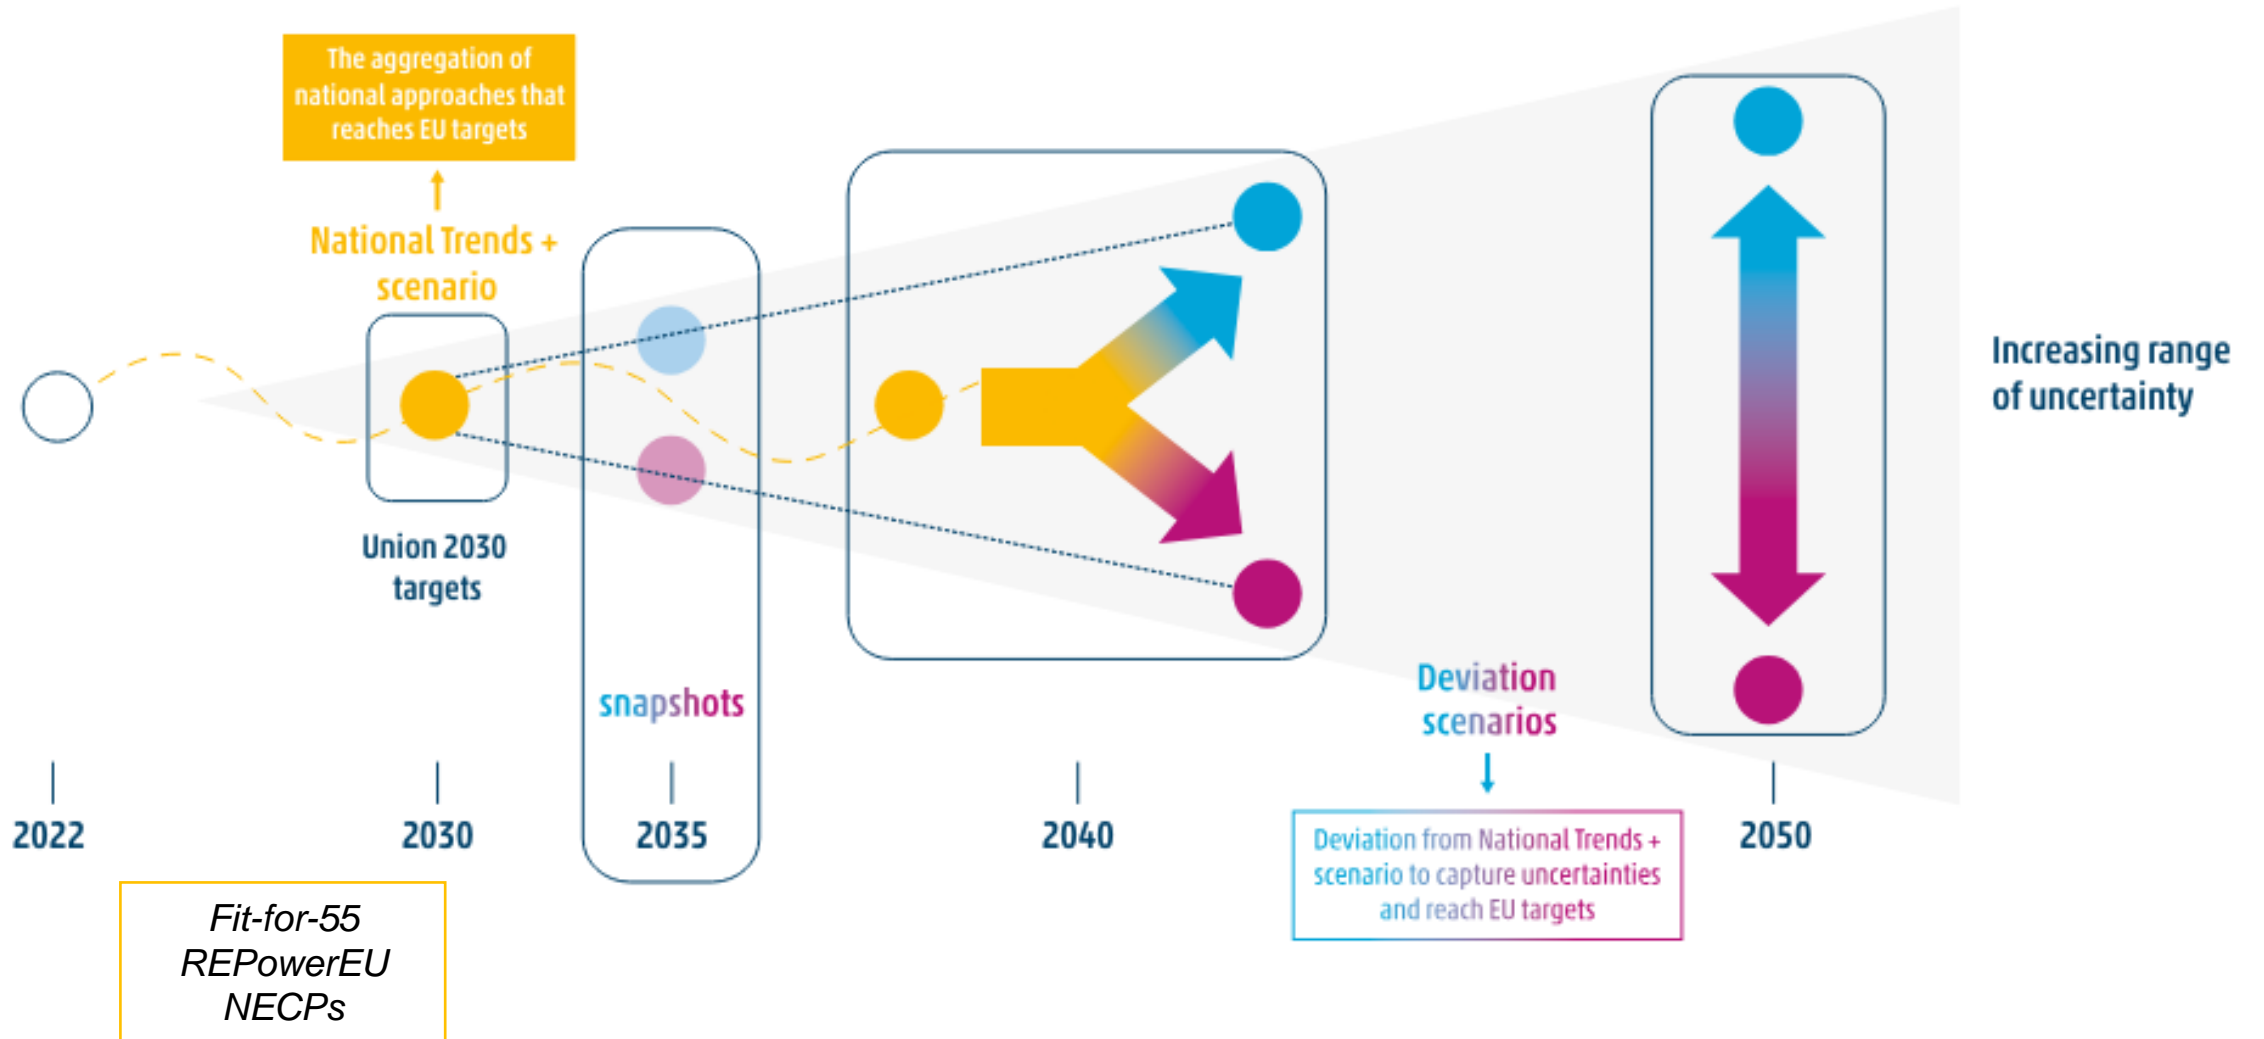 The aggregation of
national approaches that
reaches EU targets
National Trends +
scenario
Union 2030
targets
snapshots
Increasing range
of uncertainty
Deviation
scenarios
Deviation from National Trends +
scenario to capture uncertainties
and reach EU targets
2022
2030
2035
2040
2050
Fit-for-55
REPowerEU
NECPs